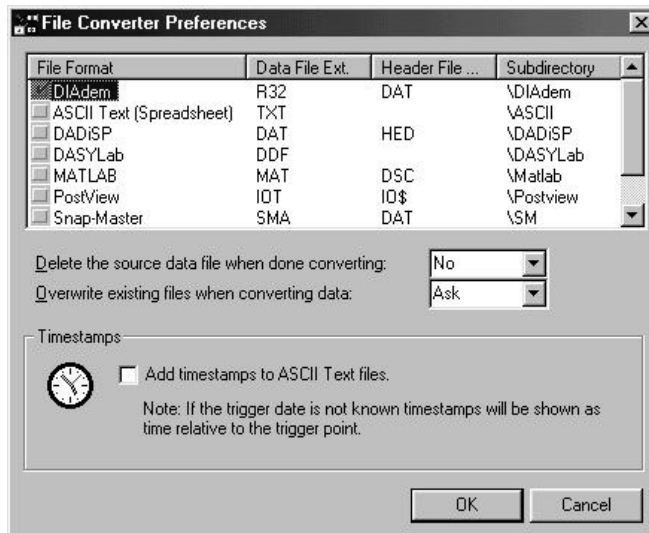 File Converter Preferences
File Format Data File Ext. Header File ... Subdirectory
DIAdem R32 DAT \DIAdem
ASCII Text (Spreadsheet) TXT \ASCII
DADiSP DAT HED \DADiSP
DASYLab DDF \DASYLab
MATLAB MAT DSC \Matlab
PostView IOT IO$ \Postview
Snap-Master SMA DAT \SM
Delete the source data file when done converting: No
Overwrite existing files when converting data: Ask
Timestamps
Add timestamps to ASCII Text files.
Note: If the trigger date is not known timestamps will be shown as
time relative to the trigger point.
OK Cancel